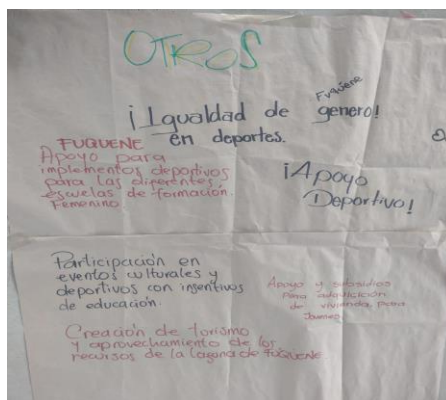 OTROS
Fuquene
¡Igualdad de genero!
en deportes.
FUQUENE
Apoyo para
implementos deportivos
para las diferentes
escuelas de formación.
Femenino
¡Apoyo
Deportivo!
Participación en
eventos culturales y
deportivos con insentivos
de educación.
Apoyo y subsidios
para adquisición
de vivienda para
Jovenes
Creación de torismo
y aprovechamiento de los
recursos de la laguna de FUQUENE